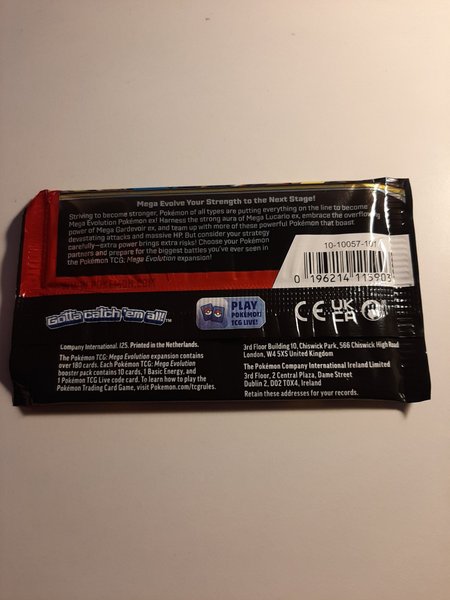 Mega Evolve Your Strength to the Next Stage!
Striving to become stronger, Pokémon of all types are putting everything on the line to become
Mega Evolution Pokémon ex! Harness the strong aura of Mega Lucario ex, embrace the overflowing
power of Mega Gardevoir ex, and team up with more of these powerful Pokémon that boast
devastating attacks and massive HP. But consider your strategy
carefully—extra power brings extra risks! Choose your Pokémon
partners and prepare for the biggest battles you've ever seen in
the Pokémon TCG: Mega Evolution expansion!
10-10057-101
0 196214 115903
Gotta catch 'em all!™
PLAY
POKÉMON
TCG LIVE!
CE UK
CA
Company International. I25. Printed in the Netherlands.
The Pokémon TCG: Mega Evolution expansion contains
over 180 cards. Each Pokémon TCG: Mega Evolution
booster pack contains 10 cards, 1 Basic Energy, and
1 Pokémon TCG Live code card. To learn how to play the
Pokémon Trading Card Game, visit Pokemon.com/tcgrules.
3rd Floor Building 10, Chiswick Park, 566 Chiswick High Road
London, W4 5XS United Kingdom
The Pokémon Company International Ireland Limited
3rd Floor, 2 Central Plaza, Dame Street
Dublin 2, D02 T0X4, Ireland
Retain these addresses for your records.